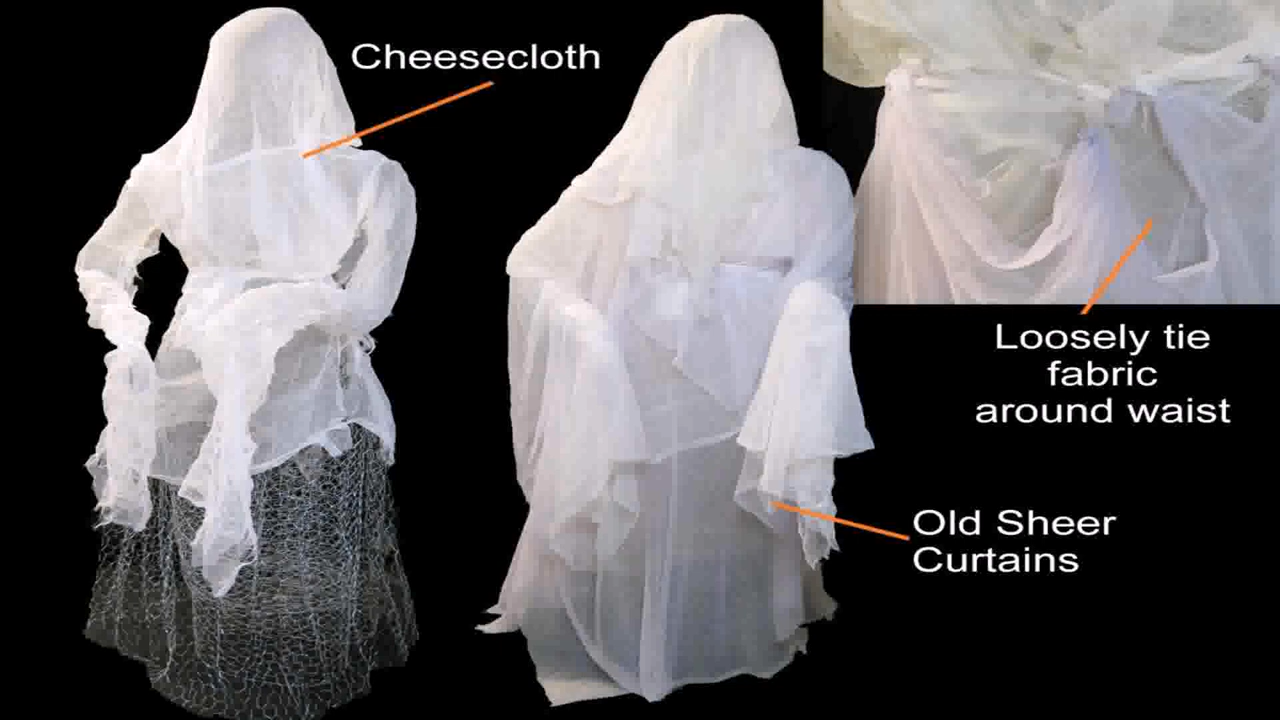 Cheesecloth
Loosely tie
fabric
around waist
Old Sheer
Curtains